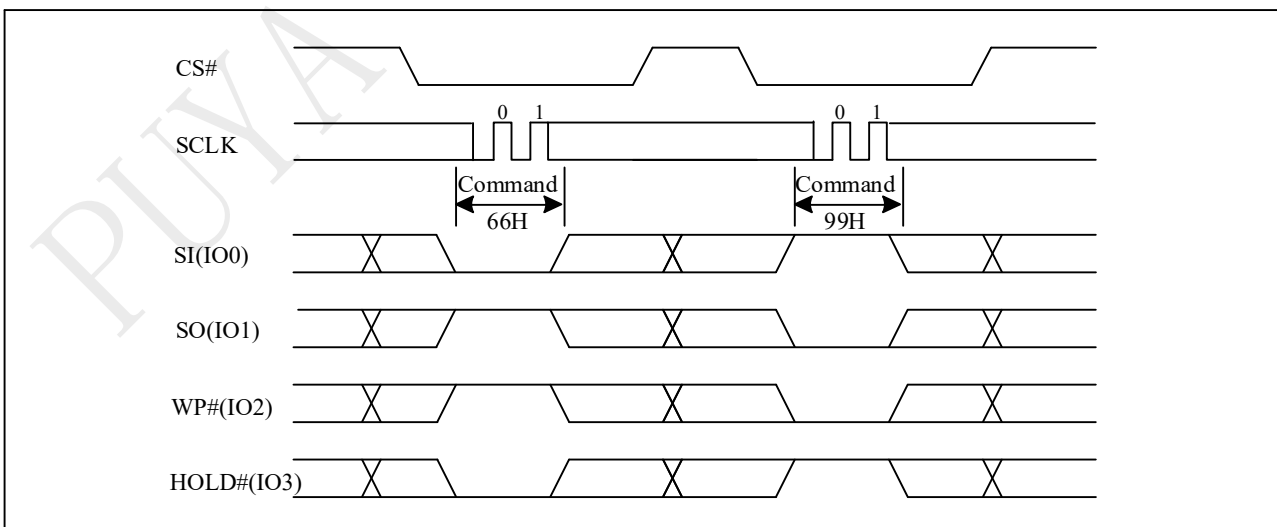 PUYA
CS#
0 1 0 1
SCLK
Command Command
66H 99H
SI(IO0)
SO(IO1)
WP#(IO2)
HOLD#(IO3)